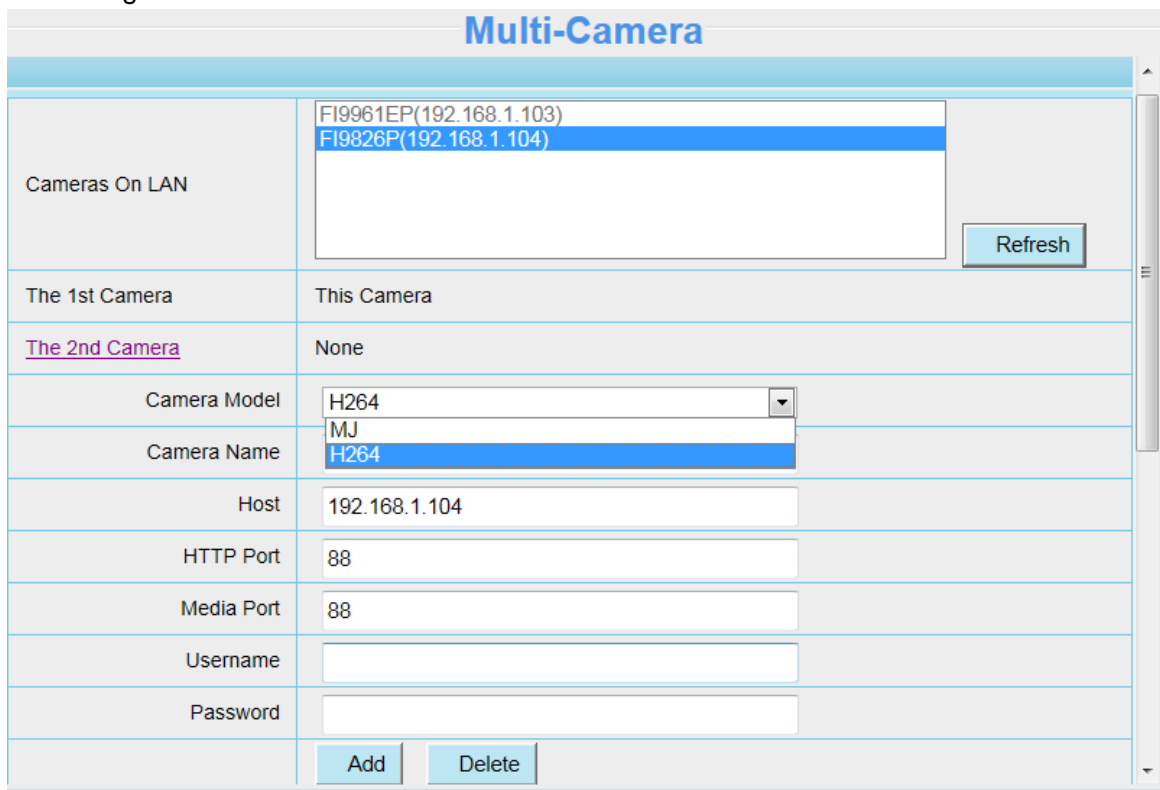 Multi-Camera
FI9961EP(192.168.1.103)
FI9826P(192.168.1.104)
Cameras On LAN
Refresh
The 1st Camera This Camera
The 2nd Camera None
Camera Model H264
MJ
Camera Name H264
Host 192.168.1.104
HTTP Port 88
Media Port 88
Username
Password
Add Delete